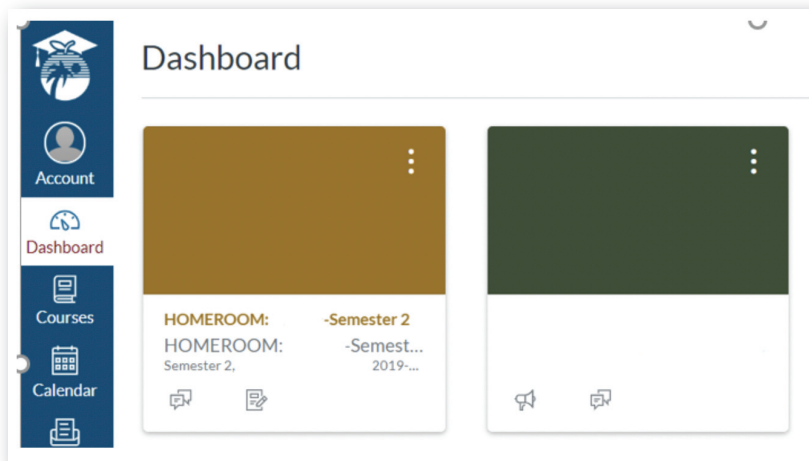 Dashboard
Account
Dashboard
Courses
Calendar
HOMEROOM: -Semester 2
HOMEROOM: -Semest...
Semester 2, 2019-...